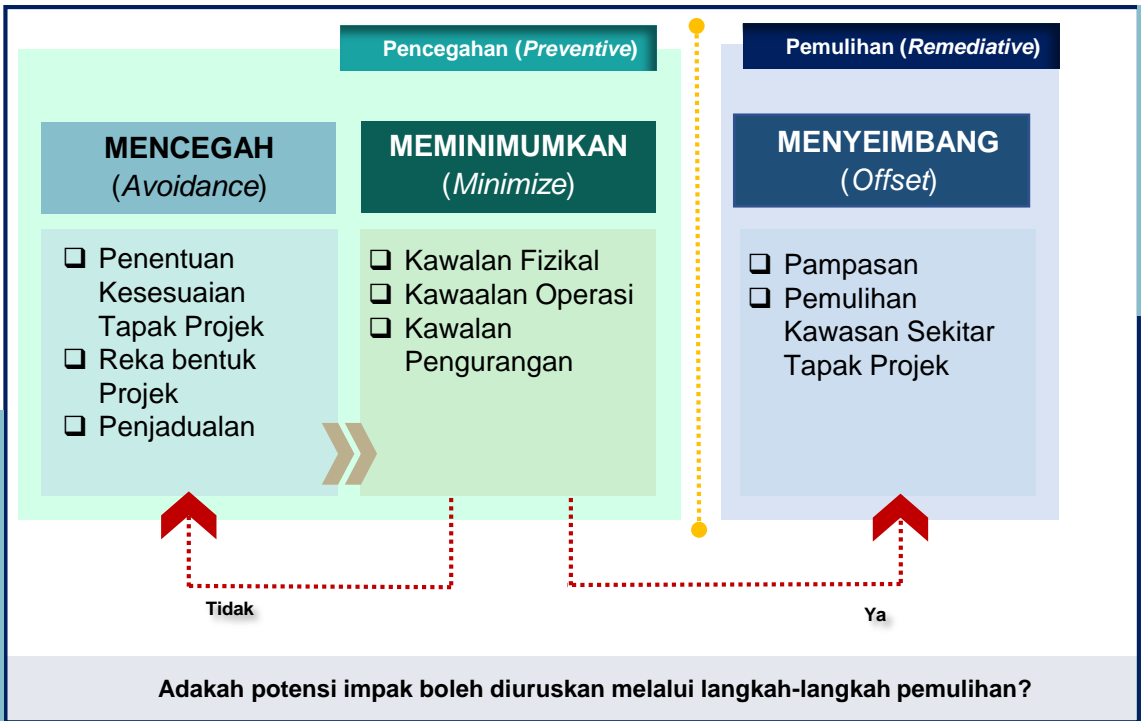 Pencegahan (Preventive)
MENCEGAH
(Avoidance)
MEMINIMUMKAN
(Minimize)
❑ Penentuan
Kesesuaian
Tapak Projek
❑ Reka bentuk
Projek
❑ Penjadualan
❑ Kawalan Fizikal
❑ Kawaalan Operasi
❑ Kawalan
Pengurangan
Pemulihan (Remediative)
MENYEIMBANG
(Offset)
❑ Pampasan
❑ Pemulihan
Kawasan Sekitar
Tapak Projek
Tidak
Ya
Adakah potensi impak boleh diuruskan melalui langkah-langkah pemulihan?